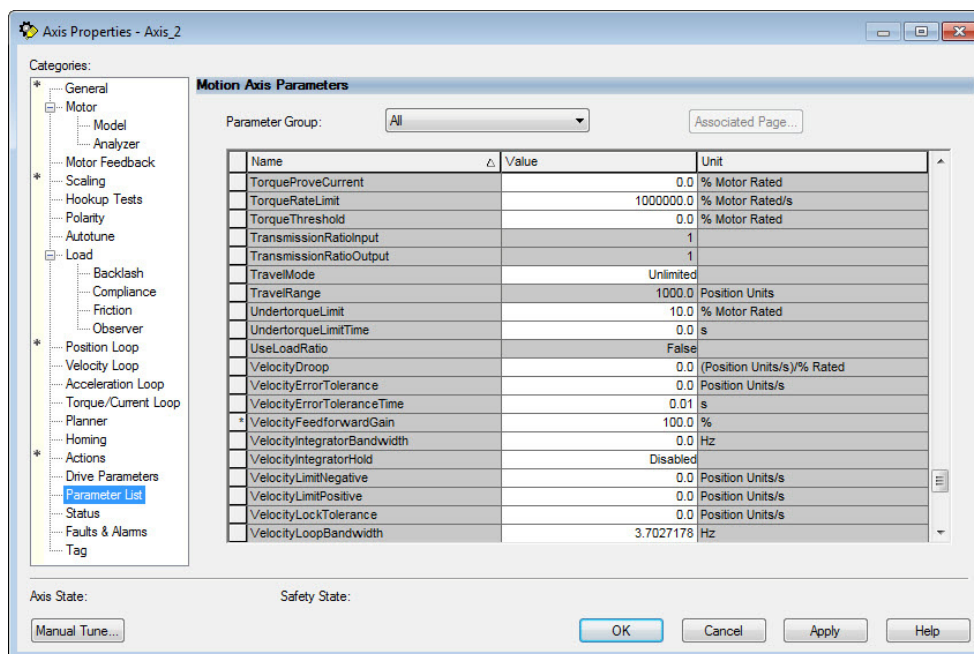 Axis Properties - Axis_2
Categories:
* General
Motor
Model
Analyzer
Motor Feedback
* Scaling
Hookup Tests
Polarity
Autotune
Load
Backlash
Compliance
Friction
Observer
* Position Loop
Velocity Loop
Acceleration Loop
Torque/Current Loop
Planner
Homing
* Actions
Drive Parameters
Parameter List
Status
Faults & Alarms
Tag
Motion Axis Parameters
Parameter Group: All Associated Page...
Name Value Unit
TorqueProveCurrent 0.0 % Motor Rated
TorqueRateLimit 1000000.0 % Motor Rated/s
TorqueThreshold 0.0 % Motor Rated
TransmissionRatioInput 1
TransmissionRatioOutput 1
TravelMode Unlimited
TravelRange 1000.0 Position Units
UndertorqueLimit 10.0 % Motor Rated
UndertorqueLimitTime 0.0 s
UseLoadRatio False
VelocityDroop 0.0 (Position Units/s)/% Rated
VelocityErrorTolerance 0.0 Position Units/s
VelocityErrorToleranceTime 0.01 s
* VelocityFeedforwardGain 100.0 %
VelocityIntegratorBandwidth 0.0 Hz
VelocityIntegratorHold Disabled
VelocityLimitNegative 0.0 Position Units/s
VelocityLimitPositive 0.0 Position Units/s
VelocityLockTolerance 0.0 Position Units/s
VelocityLoopBandwidth 3.7027178 Hz
Axis State: Safety State:
Manual Tune... OK Cancel Apply Help